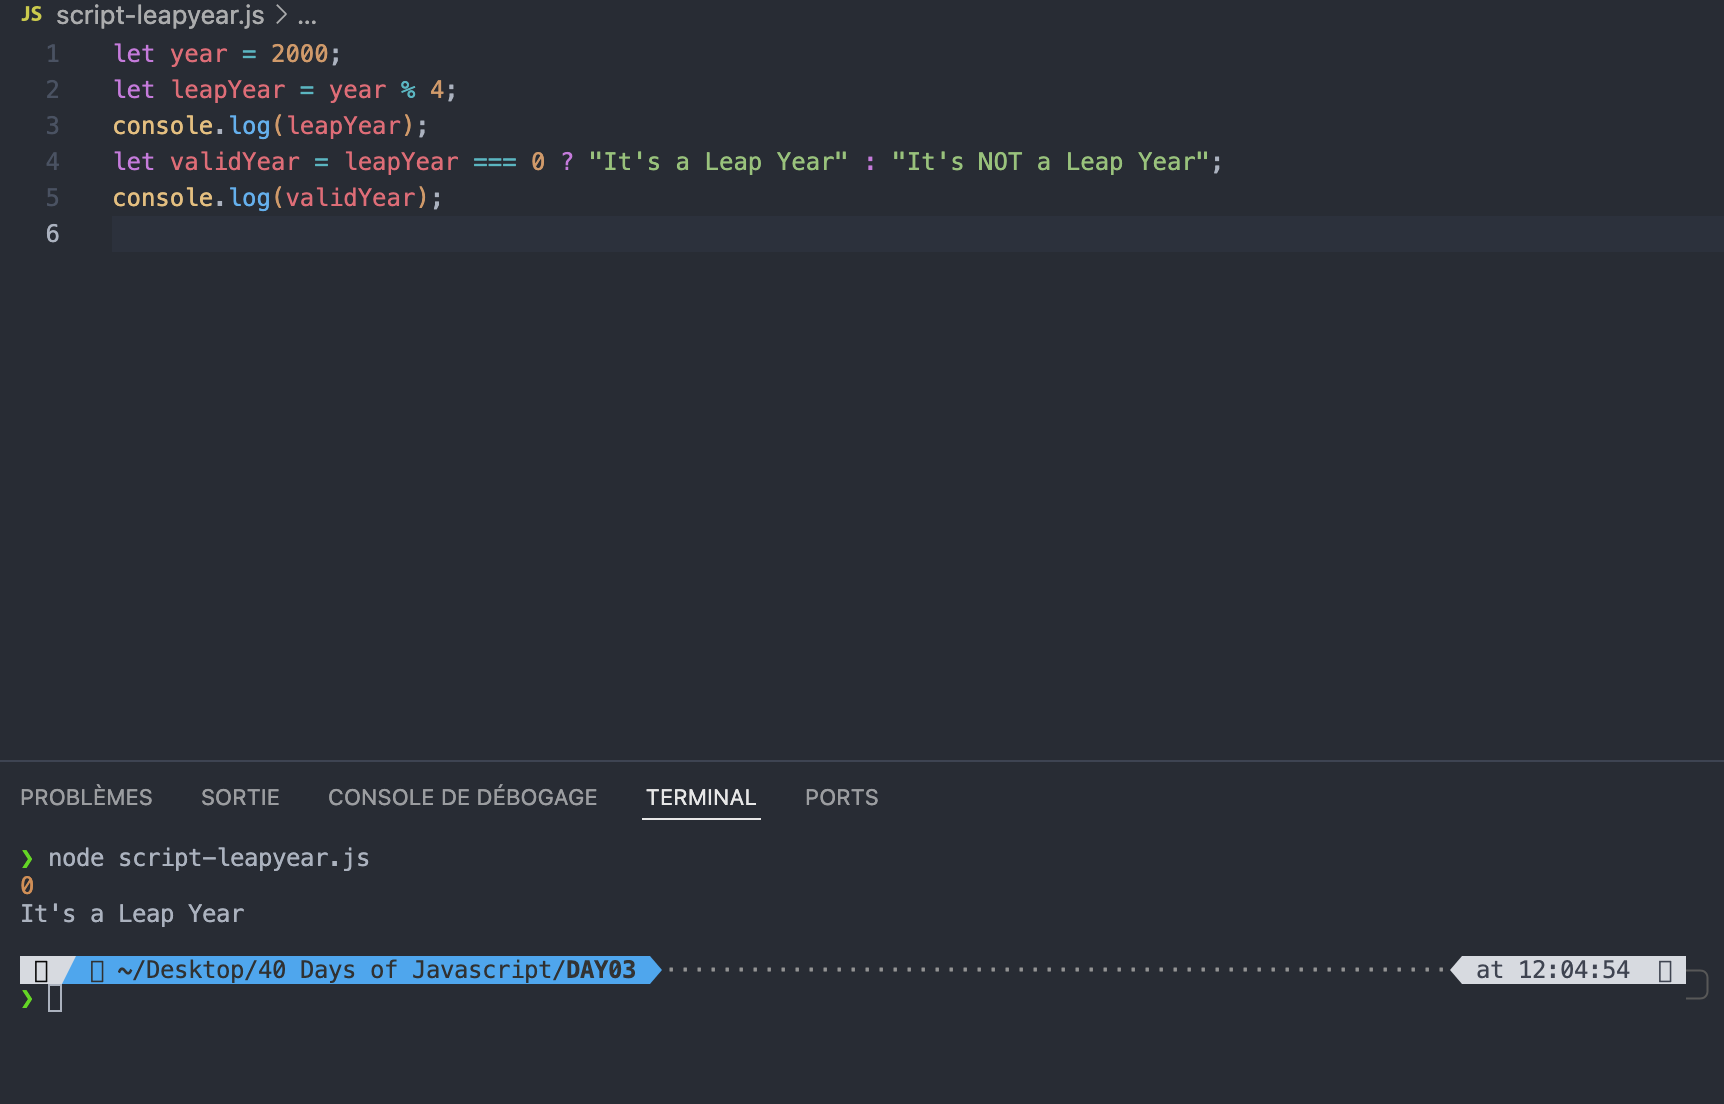 JS script-leapyear.js > ...
1 let year = 2000;
2 let leapYear = year % 4;
3 console.log(leapYear);
4 let validYear = leapYear === 0 ? "It's a Leap Year" : "It's NOT a Leap Year";
5 console.log(validYear);
6
PROBLÈMES SORTIE CONSOLE DE DÉBOGAGE TERMINAL PORTS
❯ node script-leapyear.js
0
It's a Leap Year
~/Desktop/40 Days of Javascript/DAY03 at 12:04:54
❯